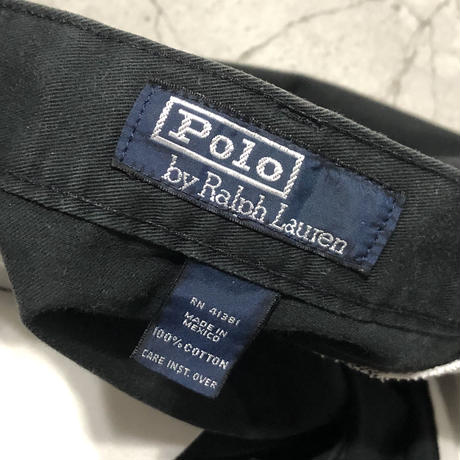 Polo
by Ralph Lauren
RN 41381
MADE IN
MEXICO
100% COTTON
CARE INST. OVER